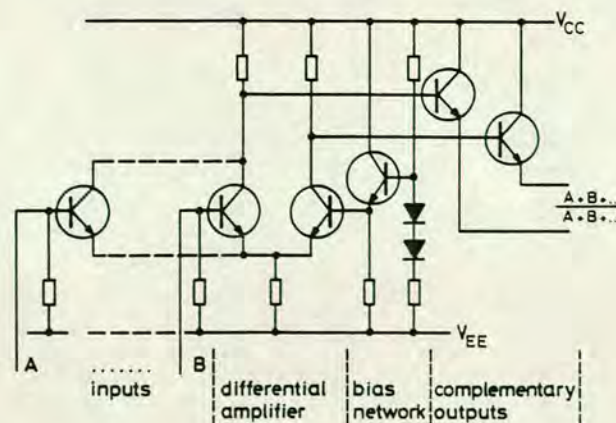 VCC
A+B+..
A+B+..
VEE
A ....... B
inputs
differential amplifier
bias network
complementary outputs